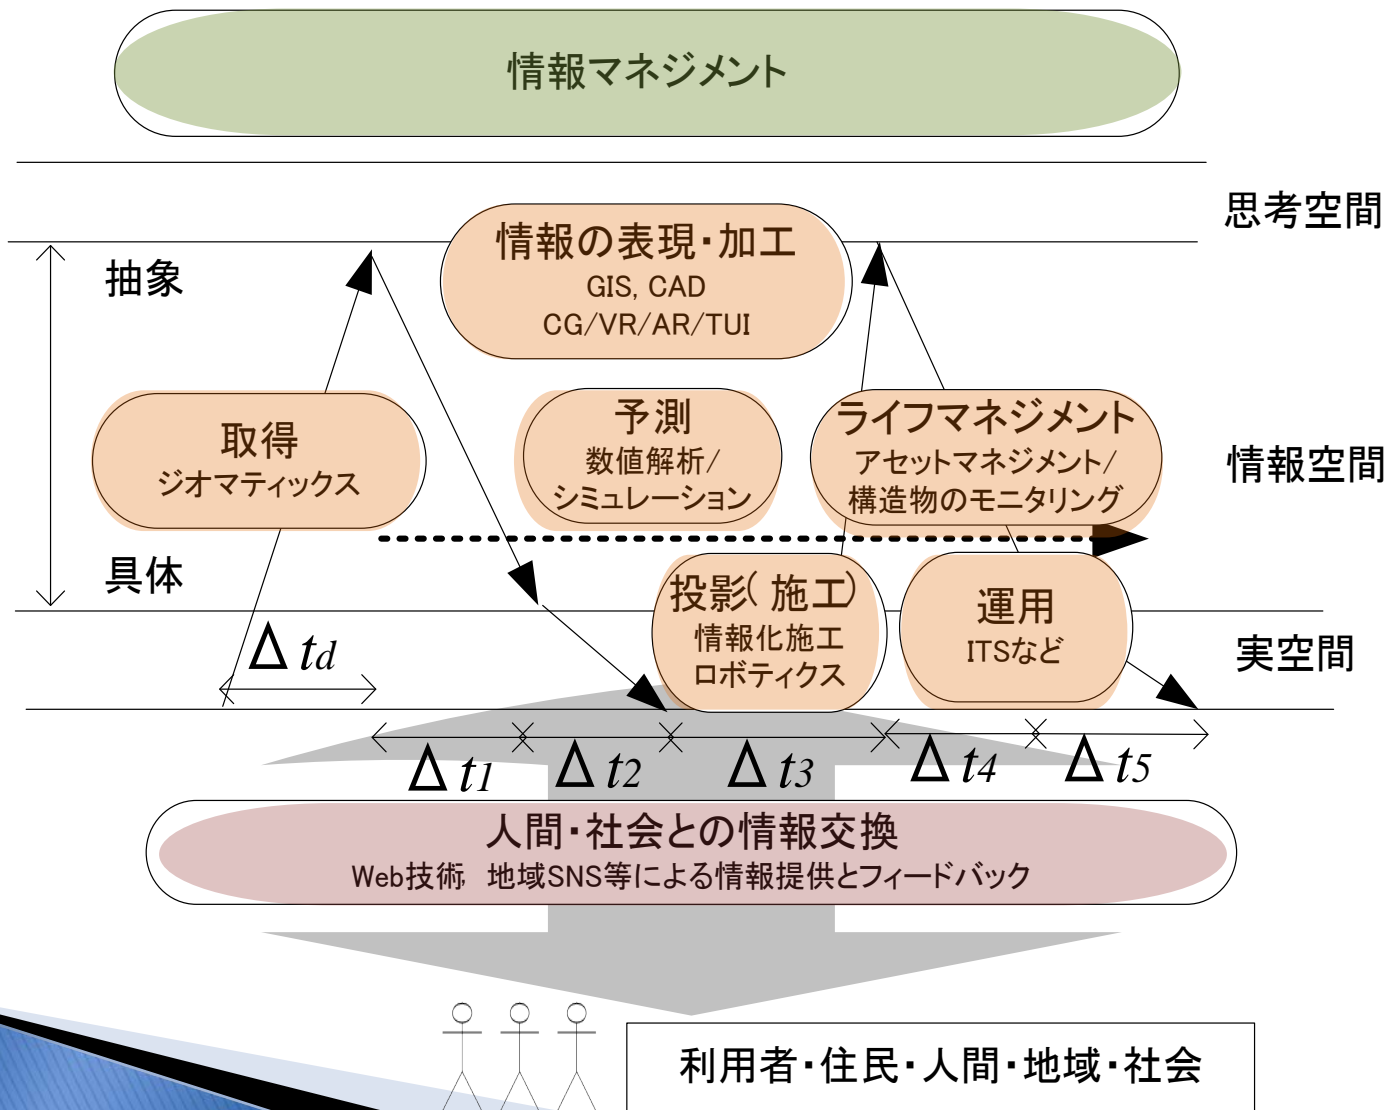 情報マネジメント
思考空間
情報の表現・加工
GIS, CAD
CG/VR/AR/TUI
抽象
取得
ジオマティックス
予測
数値解析/
シミュレーション
ライフマネジメント
アセットマネジメント/
構造物のモニタリング
情報空間
具体
投影(施工)
情報化施工
ロボティクス
運用
ITSなど
実空間
Δtd
Δt1
Δt2
Δt3
Δt4
Δt5
人間・社会との情報交換
Web技術, 地域SNS等による情報提供とフィードバック
利用者・住民・人間・地域・社会